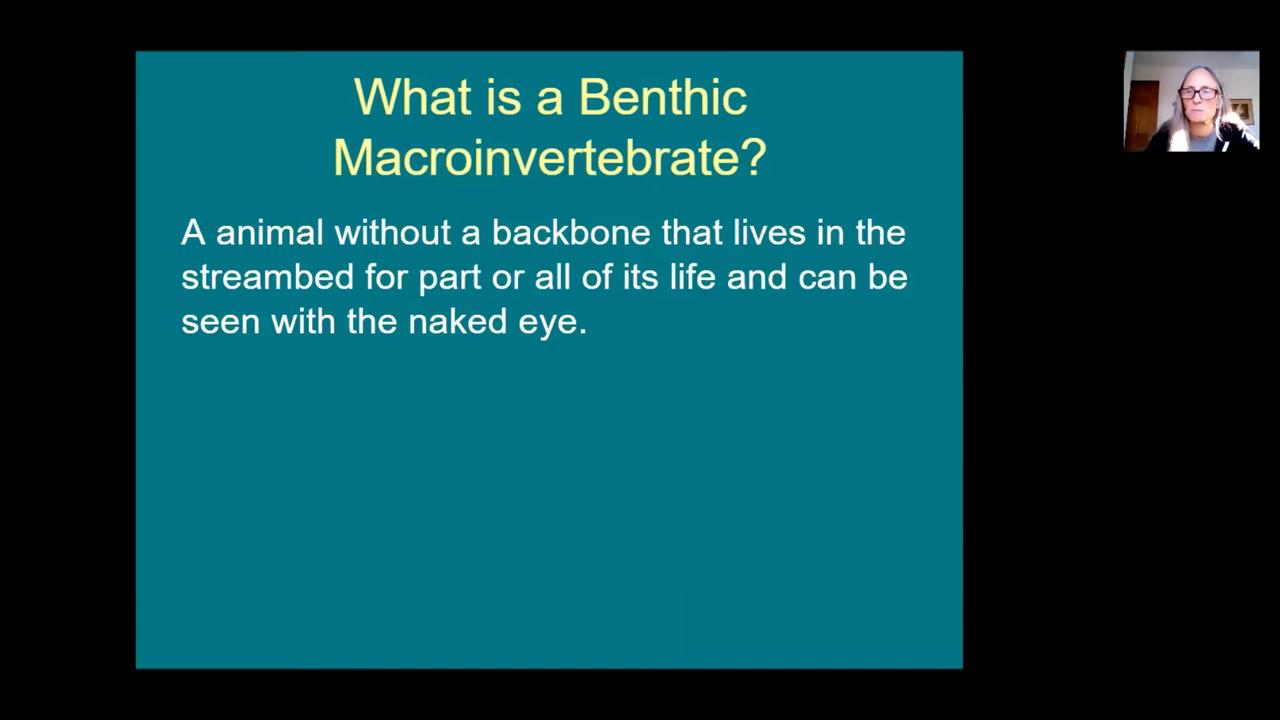 What is a Benthic
Macroinvertebrate?
A animal without a backbone that lives in the
streambed for part or all of its life and can be
seen with the naked eye.